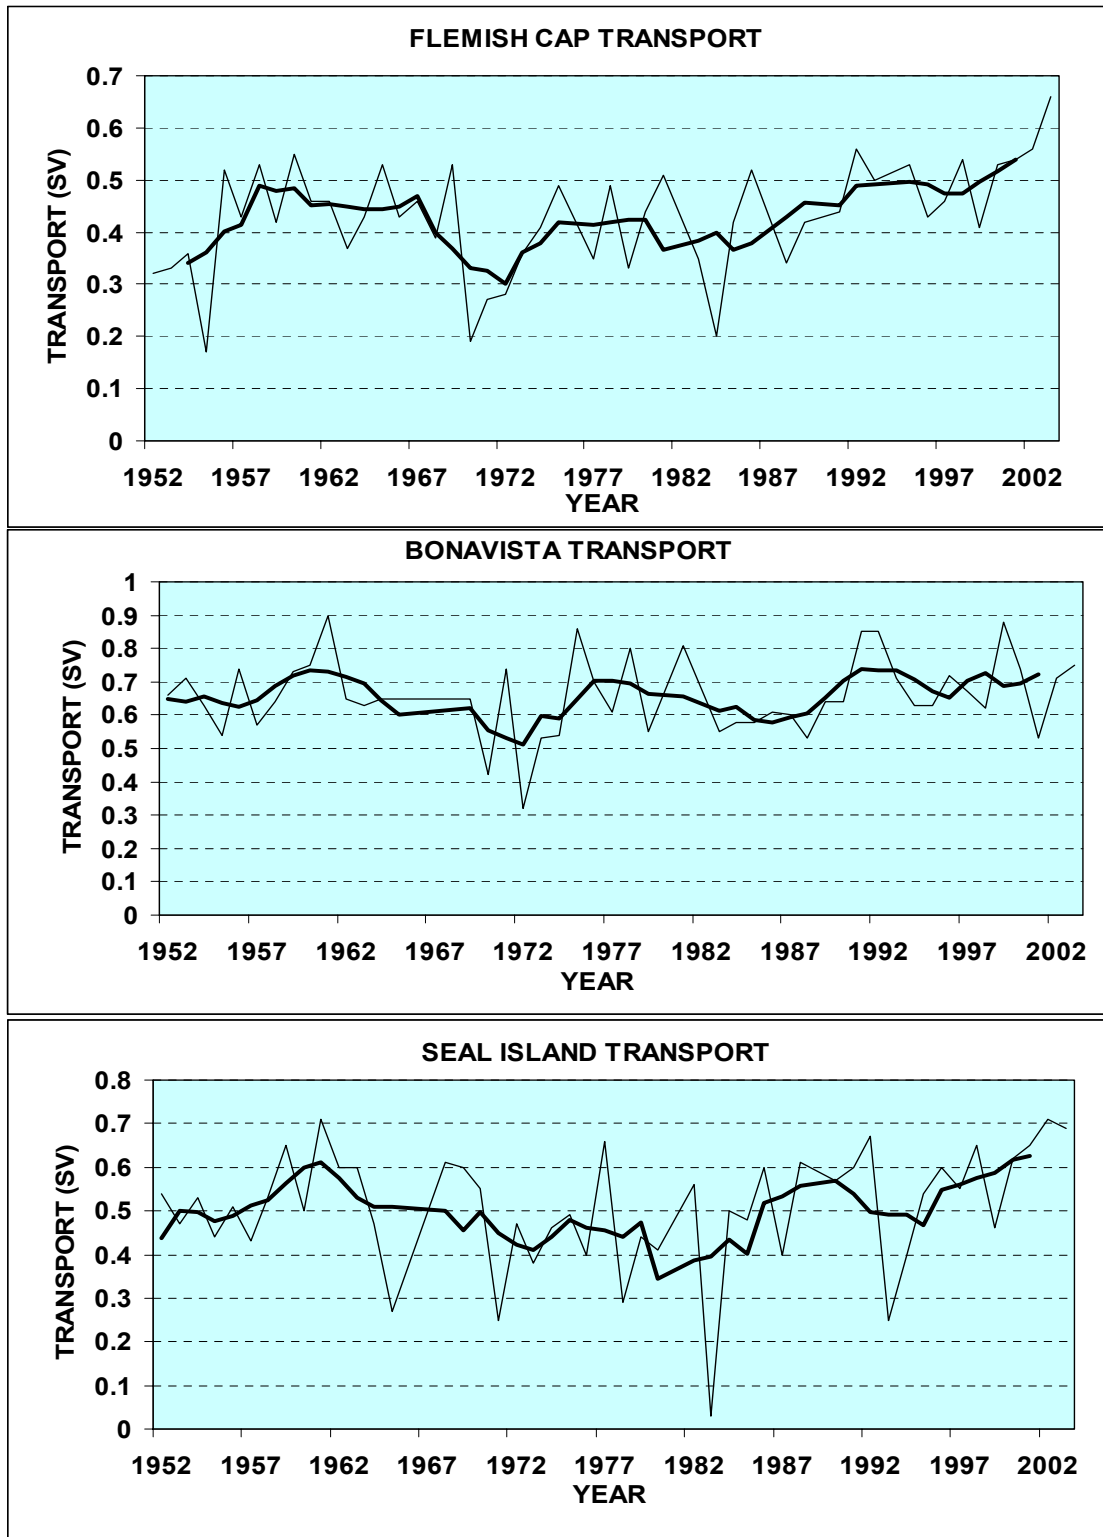 FLEMISH CAP TRANSPORT
0.7
0.6
0.5
0.4
0.3
0.2
0.1
0
TRANSPORT (SV)
1952 1957 1962 1967 1972 1977 1982 1987 1992 1997 2002
YEAR
BONAVISTA TRANSPORT
1
0.9
0.8
0.7
0.6
0.5
0.4
0.3
0.2
0.1
0
TRANSPORT (SV)
1952 1957 1962 1967 1972 1977 1982 1987 1992 1997 2002
YEAR
SEAL ISLAND TRANSPORT
0.8
0.7
0.6
0.5
0.4
0.3
0.2
0.1
0
TRANSPORT (SV)
1952 1957 1962 1967 1972 1977 1982 1987 1992 1997 2002
YEAR